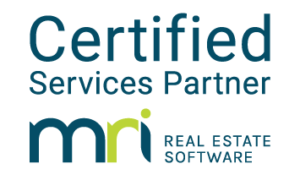 Certified
Services Partner
mri REAL ESTATE
SOFTWARE